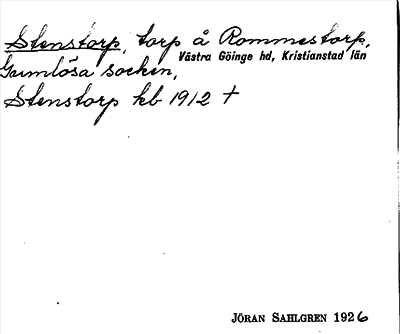 Stenstorp, torp å Rommestorp,
Västra Göinge hd, Kristianstad län
Gumlösa socken,
Stenstorp kb 1912 †
JÖRAN SAHLGREN 1926